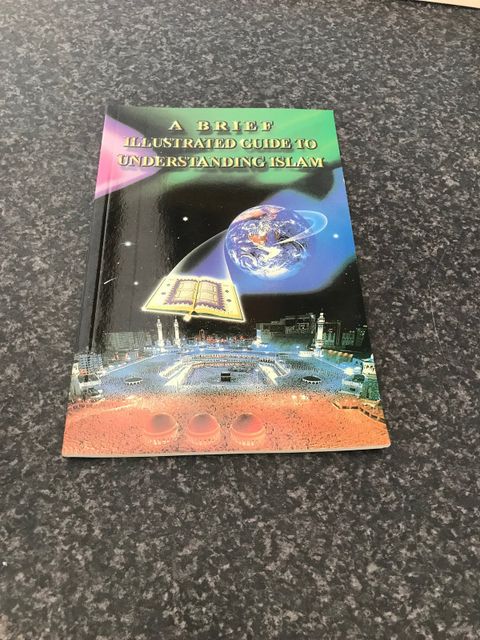 A BRIEF
ILLUSTRATED GUIDE TO
UNDERSTANDING ISLAM